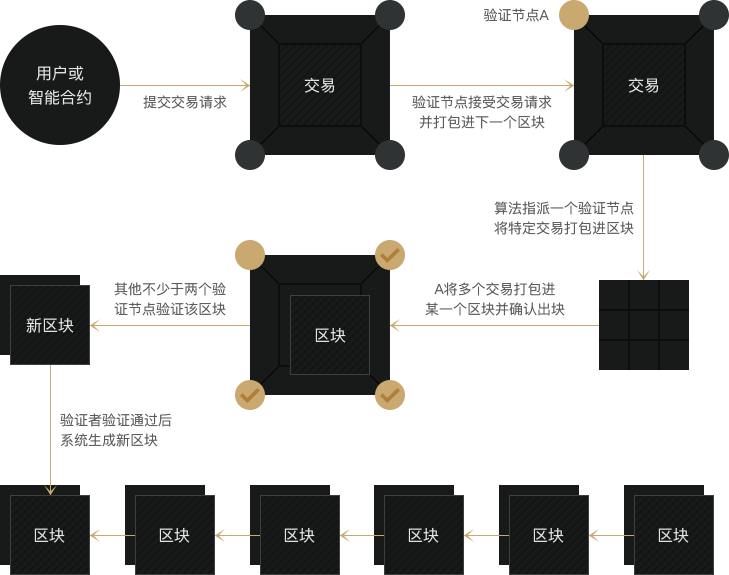 用户或
智能合约
提交交易请求
交易
验证节点接受交易请求
并打包进下一个区块
验证节点A
交易
算法指派一个验证节点
将特定交易打包进区块
A将多个交易打包进
某一个区块并确认出块
区块
其他不少于两个验
证节点验证该区块
新区块
验证者验证通过后
系统生成新区块
区块
区块
区块
区块
区块
区块